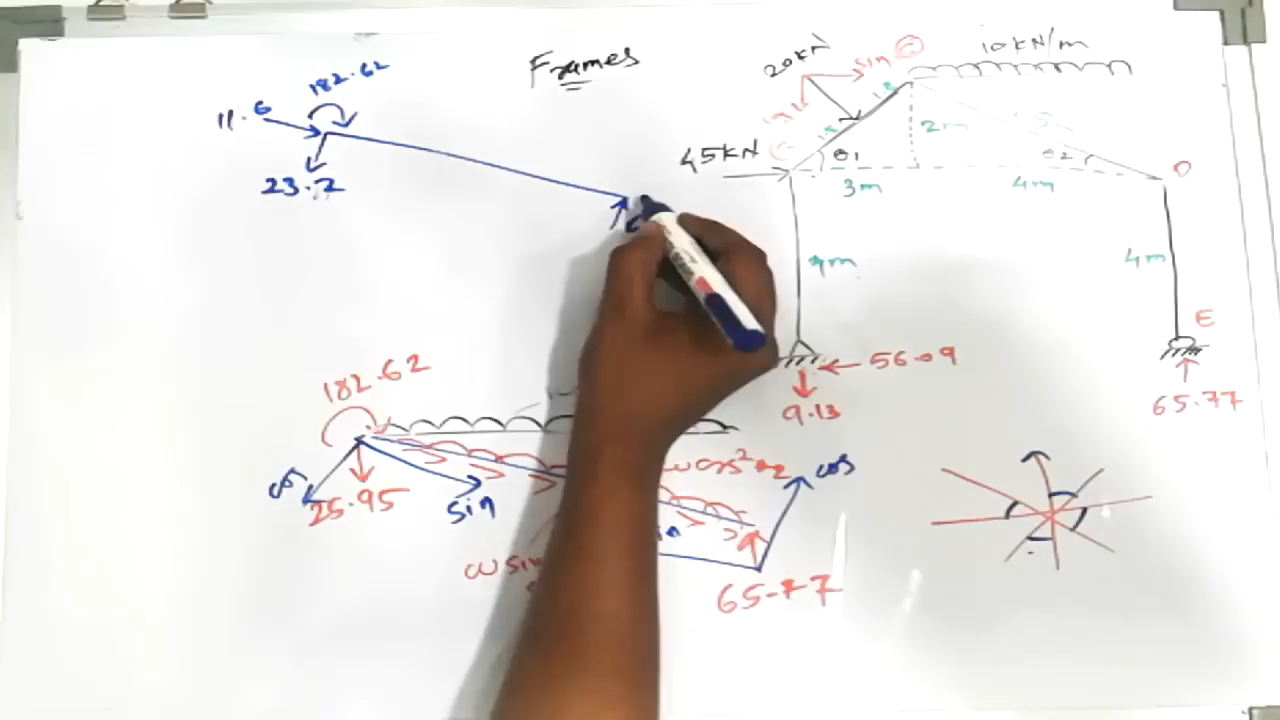 Frames
182.62
11.6
23.2
20kN
sin
C
10kN/m
45kN
θ1
2m
θ2
D
3m
4m
4m
4m
E
56.09
9.13
65.77
182.62
cos
25.95
sin
cos
65.77